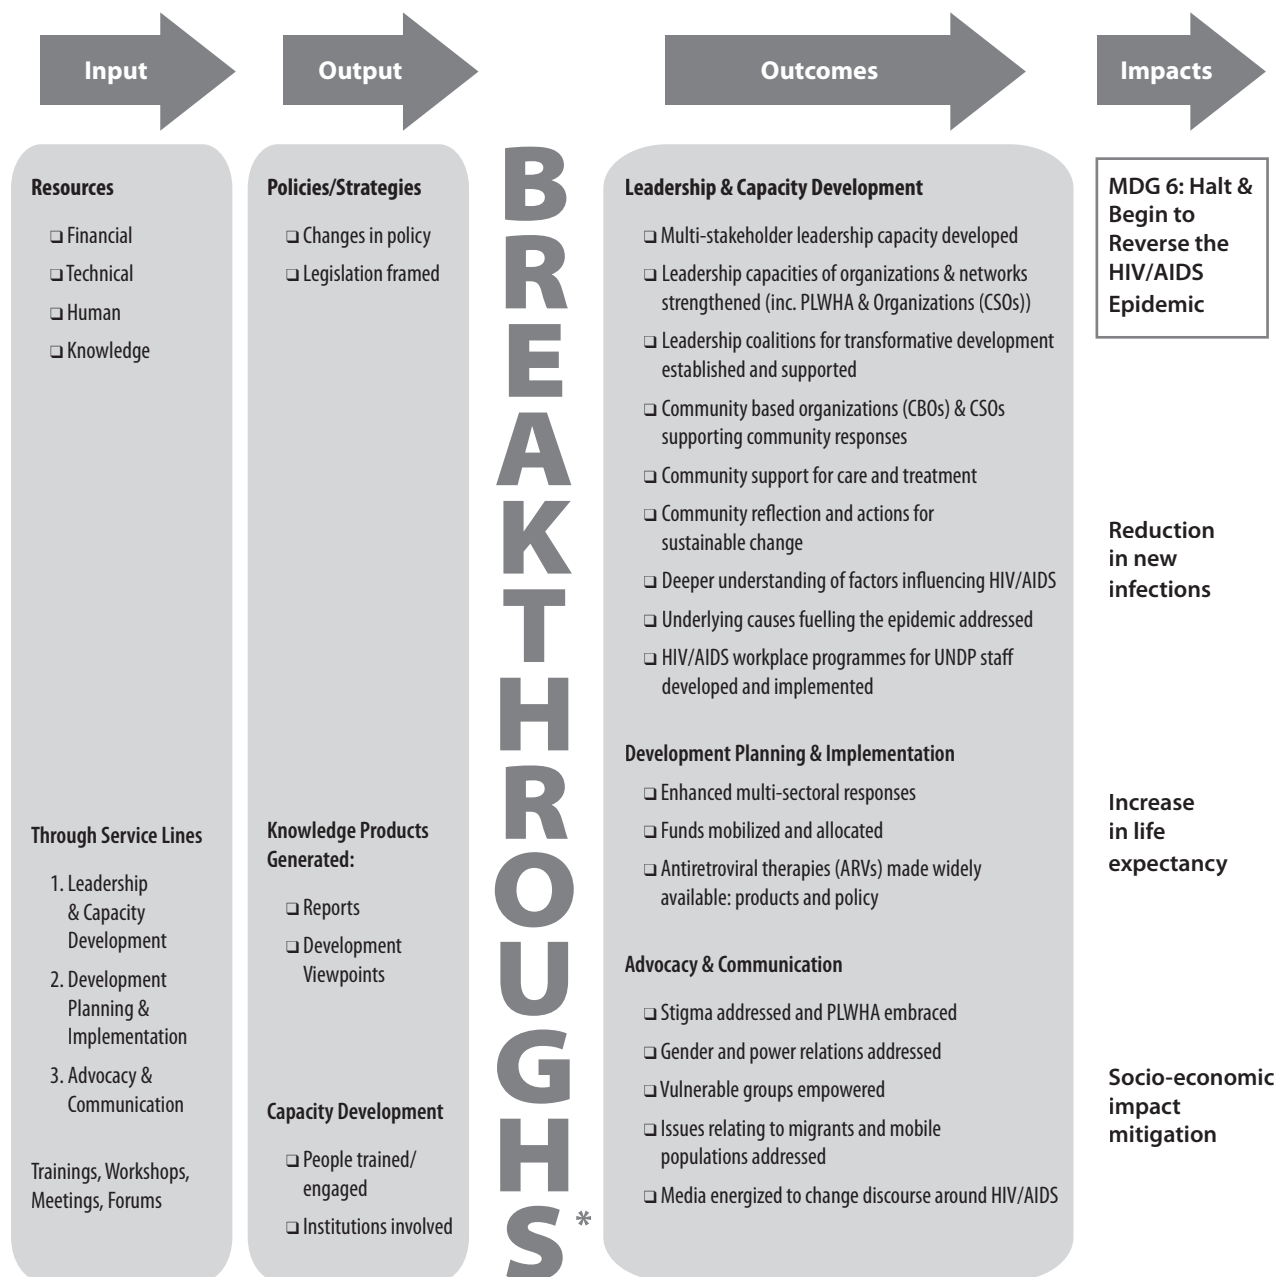 Input
Output
Outcomes
Impacts
Resources
❑ Financial
❑ Technical
❑ Human
❑ Knowledge
Through Service Lines
1. Leadership
& Capacity
Development
2. Development
Planning &
Implementation
3. Advocacy &
Communication
Trainings, Workshops,
Meetings, Forums
Policies/Strategies
❑ Changes in policy
❑ Legislation framed
Knowledge Products
Generated:
❑ Reports
❑ Development
Viewpoints
Capacity Development
❑ People trained/
engaged
❑ Institutions involved
BREAKTHROUGHS*
Leadership & Capacity Development
❑ Multi-stakeholder leadership capacity developed
❑ Leadership capacities of organizations & networks
strengthened (inc. PLWHA & Organizations (CSOs))
❑ Leadership coalitions for transformative development
established and supported
❑ Community based organizations (CBOs) & CSOs
supporting community responses
❑ Community support for care and treatment
❑ Community reflection and actions for
sustainable change
❑ Deeper understanding of factors influencing HIV/AIDS
❑ Underlying causes fuelling the epidemic addressed
❑ HIV/AIDS workplace programmes for UNDP staff
developed and implemented
Development Planning & Implementation
❑ Enhanced multi-sectoral responses
❑ Funds mobilized and allocated
❑ Antiretroviral therapies (ARVs) made widely
available: products and policy
Advocacy & Communication
❑ Stigma addressed and PLWHA embraced
❑ Gender and power relations addressed
❑ Vulnerable groups empowered
❑ Issues relating to migrants and mobile
populations addressed
❑ Media energized to change discourse around HIV/AIDS
MDG 6: Halt &
Begin to
Reverse the
HIV/AIDS
Epidemic
Reduction
in new
infections
Increase
in life
expectancy
Socio-economic
impact
mitigation